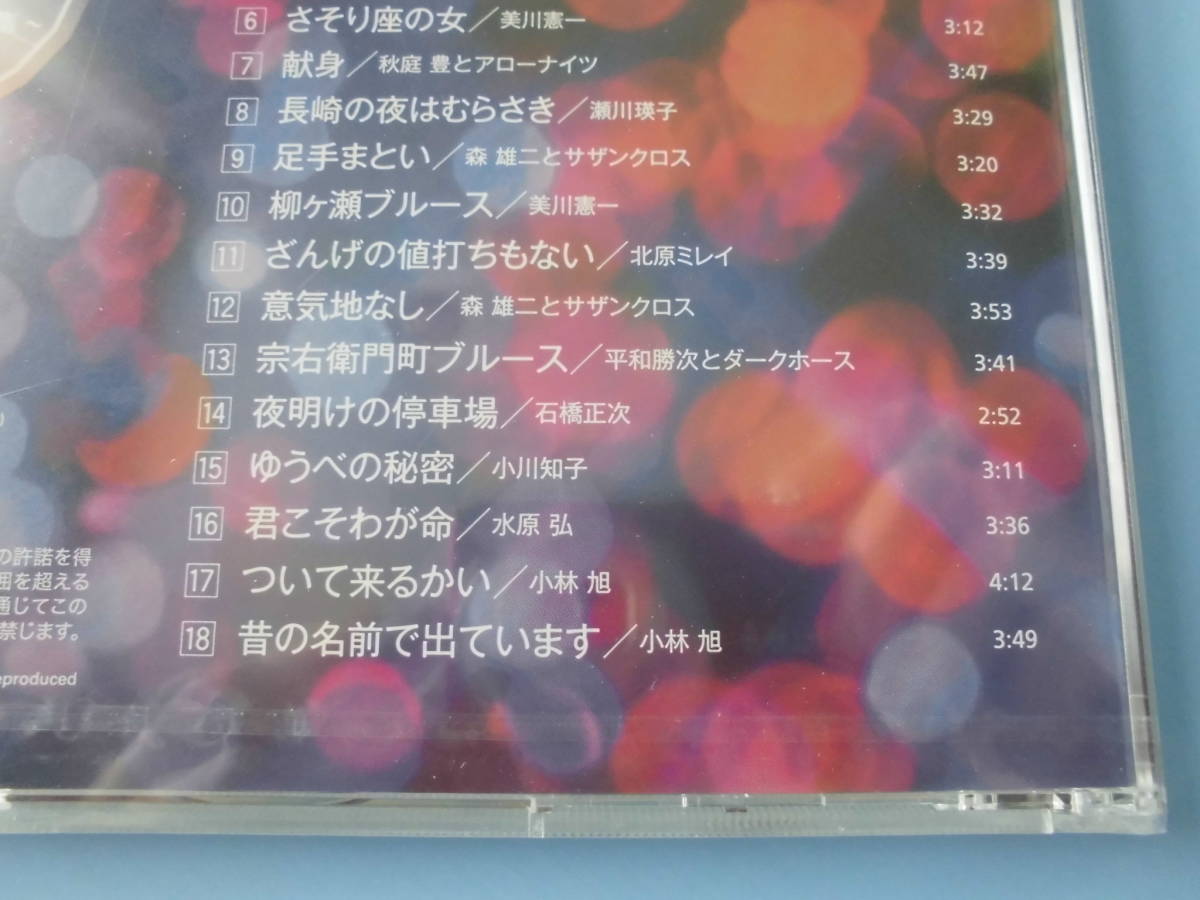 6 さそり座の女／美川憲一 3:12
7 献身／秋庭 豊とアローナイツ 3:47
8 長崎の夜はむらさき／瀬川瑛子 3:29
9 足手まとい／森 雄二とサザンクロス 3:20
10 柳ヶ瀬ブルース／美川憲一 3:32
11 ざんげの値打ちもない／北原ミレイ 3:39
12 意気地なし／森 雄二とサザンクロス 3:53
13 宗右衛門町ブルース／平和勝次とダークホース 3:41
14 夜明けの停車場／石橋正次 2:52
15 ゆうべの秘密／小川知子 3:11
16 君こそわが命／水原 弘 3:36
17 ついて来るかい／小林 旭 4:12
18 昔の名前で出ています／小林 旭 3:49
の許諾を得
囲を超える
通じてこの
禁じます。
eproduced